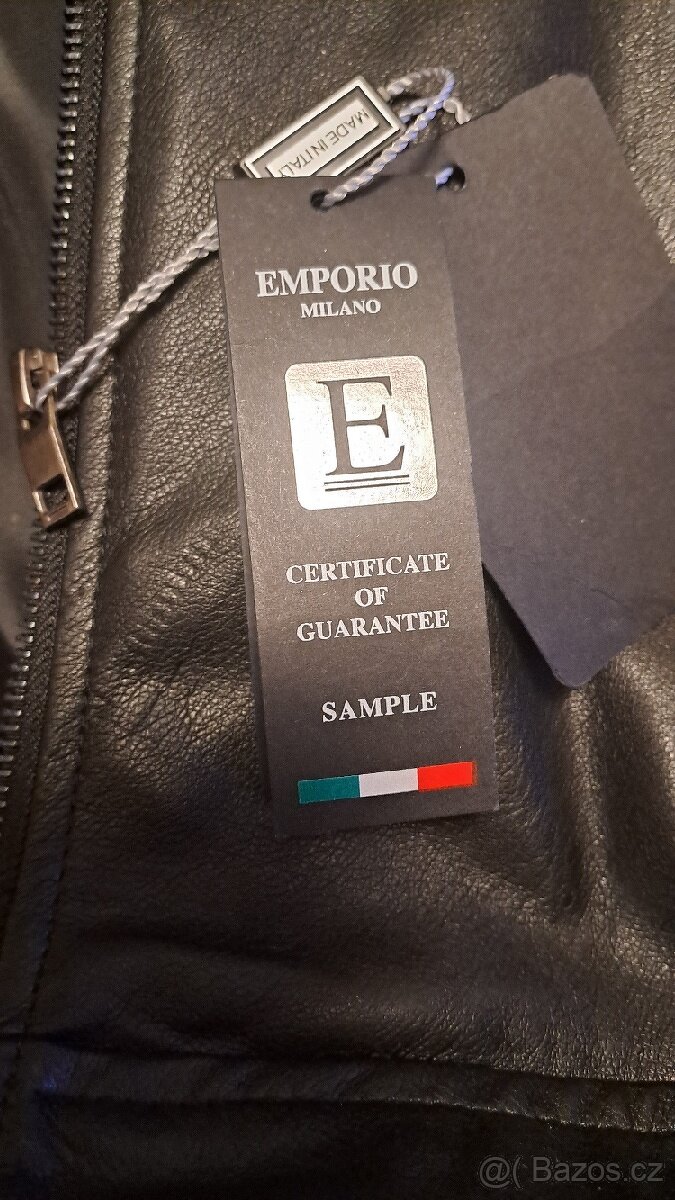 MADE IN ITALY
EMPORIO
MILANO
E
CERTIFICATE
OF
GUARANTEE
SAMPLE
@( Bazos.cz